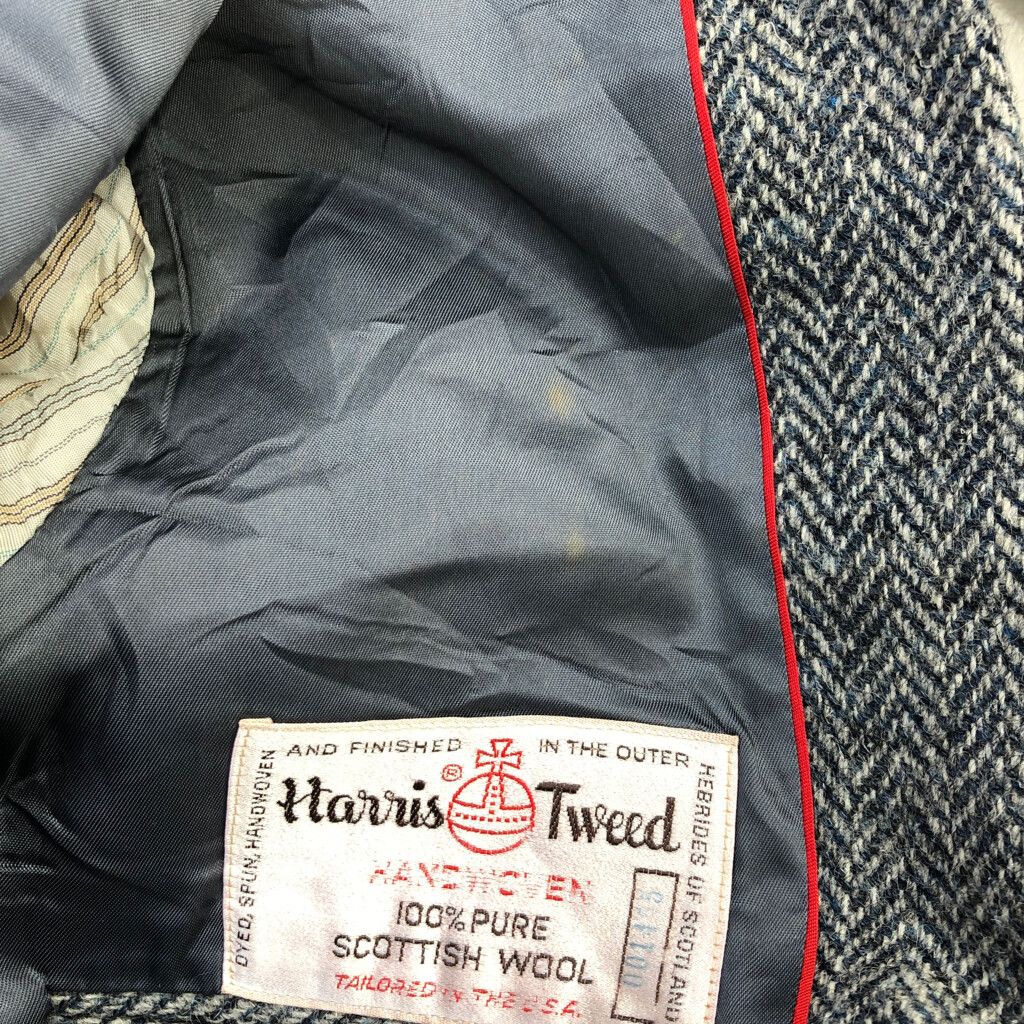 DYED, SPUN, HANDWOVEN
AND FINISHED IN THE OUTER
HEBRIDES OF SCOTLAND
Harris® Tweed
HANDWOVEN
100% PURE
SCOTTISH WOOL
TAILORED IN THE U.S.A.